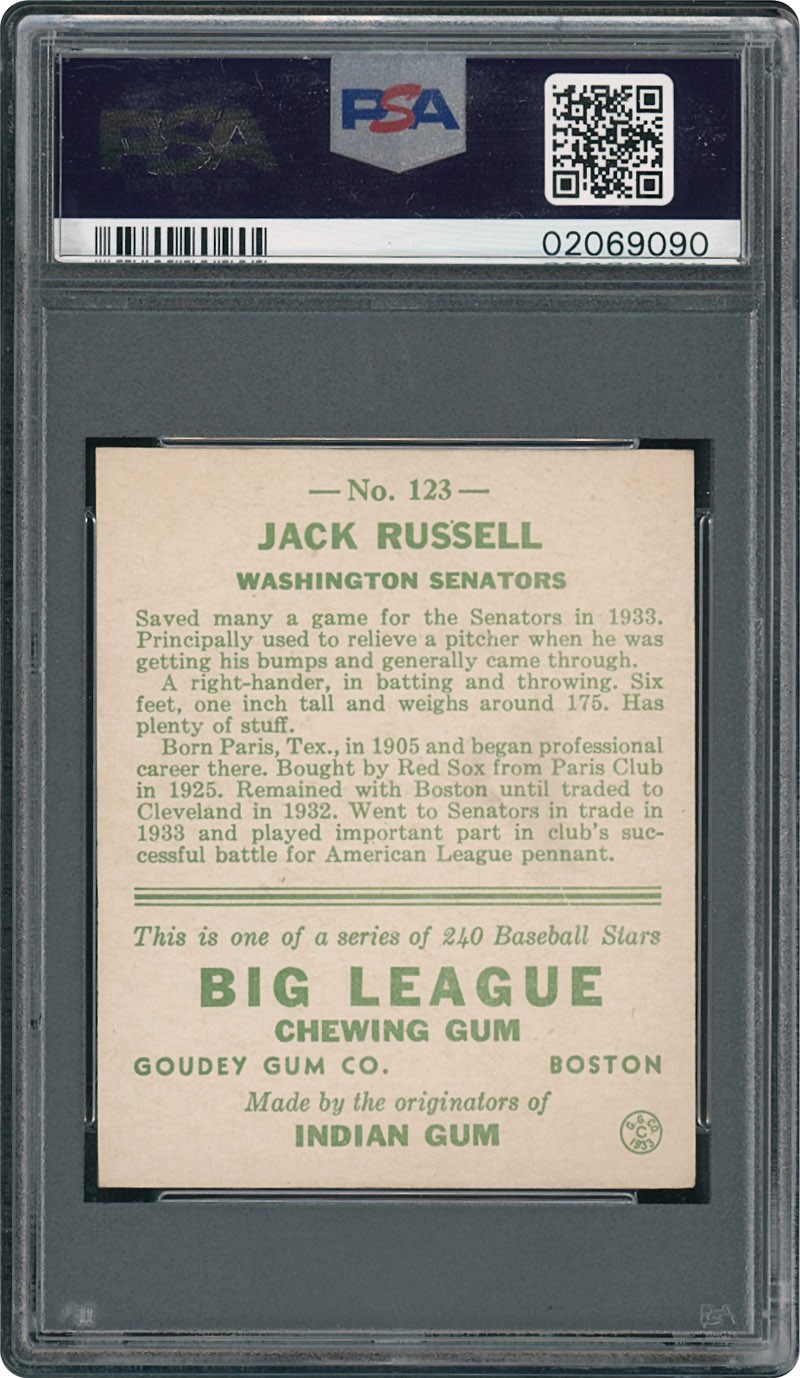 PSA
PSA
02069090
— No. 123 —
JACK RUSSELL
WASHINGTON SENATORS
Saved many a game for the Senators in 1933.
Principally used to relieve a pitcher when he was
getting his bumps and generally came through.
A right-hander, in batting and throwing. Six
feet, one inch tall and weighs around 175. Has
plenty of stuff.
Born Paris, Tex., in 1905 and began professional
career there. Bought by Red Sox from Paris Club
in 1925. Remained with Boston until traded to
Cleveland in 1932. Went to Senators in trade in
1933 and played important part in club's suc-
cessful battle for American League pennant.
This is one of a series of 240 Baseball Stars
BIG LEAGUE
CHEWING GUM
GOUDEY GUM CO. BOSTON
Made by the originators of
INDIAN GUM
G. G. CO.
C
1933
PSA